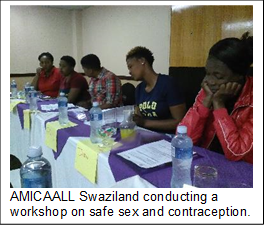 POLO
AMICAALL Swaziland conducting a
workshop on safe sex and contraception.